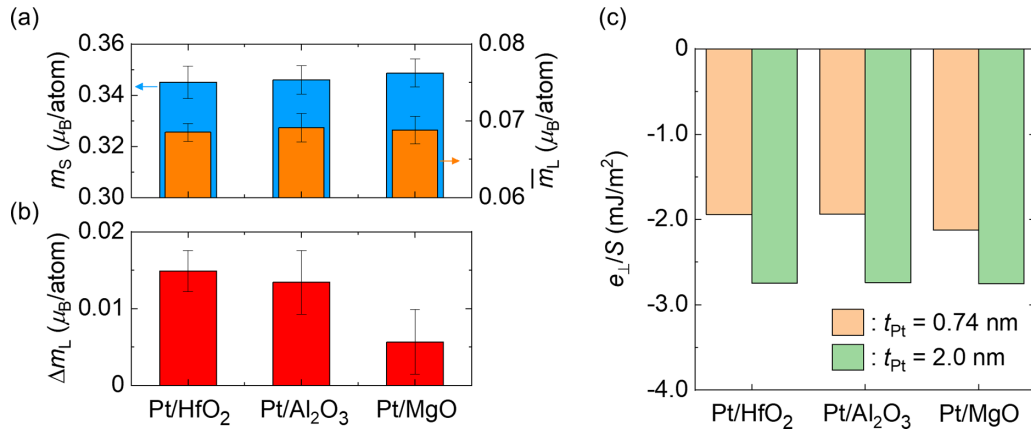 (a)
0.36
0.34
0.32
0.30
m_S (μ_B/atom)
0.08
0.07
0.06
m̅_L (μ_B/atom)
(b)
0.02
0.01
0
Δm_L (μ_B/atom)
Pt/HfO₂ Pt/Al₂O₃ Pt/MgO
(c)
0
-1.0
-2.0
-3.0
-4.0
e_⊥/S (mJ/m²)
: t_Pt = 0.74 nm
: t_Pt = 2.0 nm
Pt/HfO₂ Pt/Al₂O₃ Pt/MgO